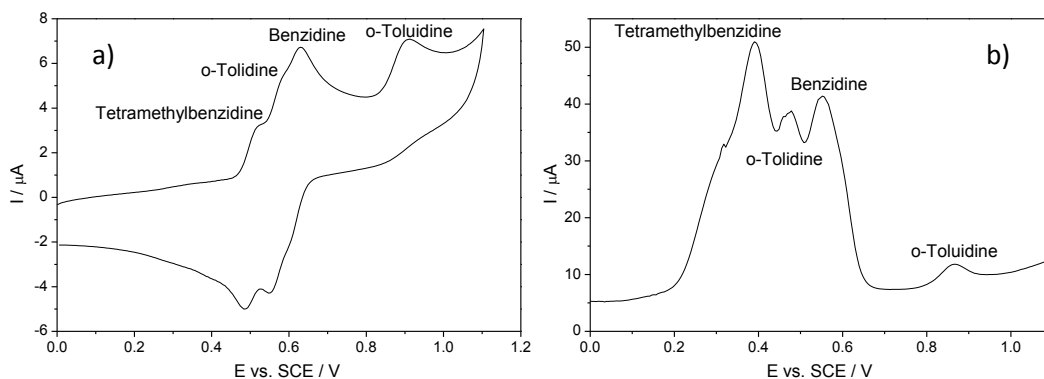 a)
Benzidine
o-Toluidine
o-Tolidine
Tetramethylbenzidine
8
6
4
2
0
-2
-4
-6
I / μA
0.0 0.2 0.4 0.6 0.8 1.0 1.2
E vs. SCE / V
b)
Tetramethylbenzidine
Benzidine
o-Tolidine
o-Toluidine
50
40
30
20
10
0
I / μA
0.0 0.2 0.4 0.6 0.8 1.0
E vs. SCE / V